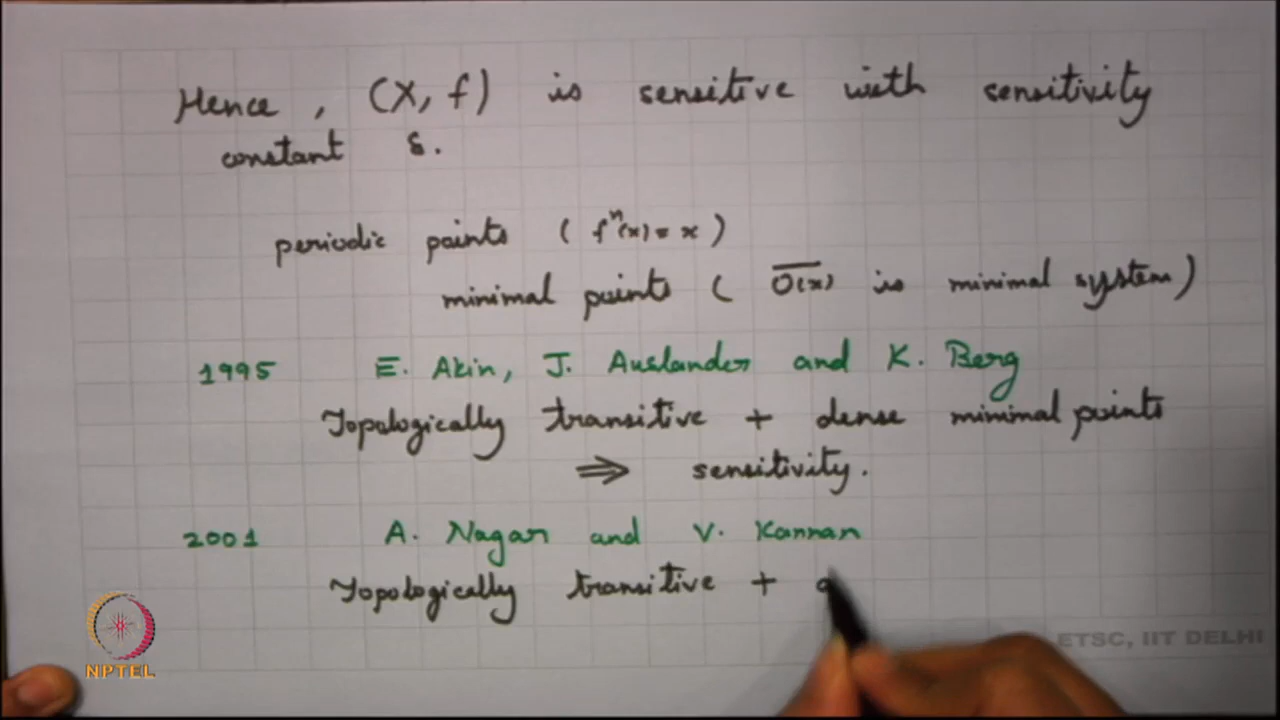 Hence, (X, f) is sensitive with sensitivity
constant δ.
periodic points (fⁿ(x) = x)
minimal points ( O̅(̅x̅)̅ is minimal system)
1995 E. Akin, J. Auslander and K. Berg
Topologically transitive + dense minimal points
⇒ sensitivity.
2001 A. Nagar and V. Kannan
Topologically transitive +
NPTEL
ETSC, IIT DELHI